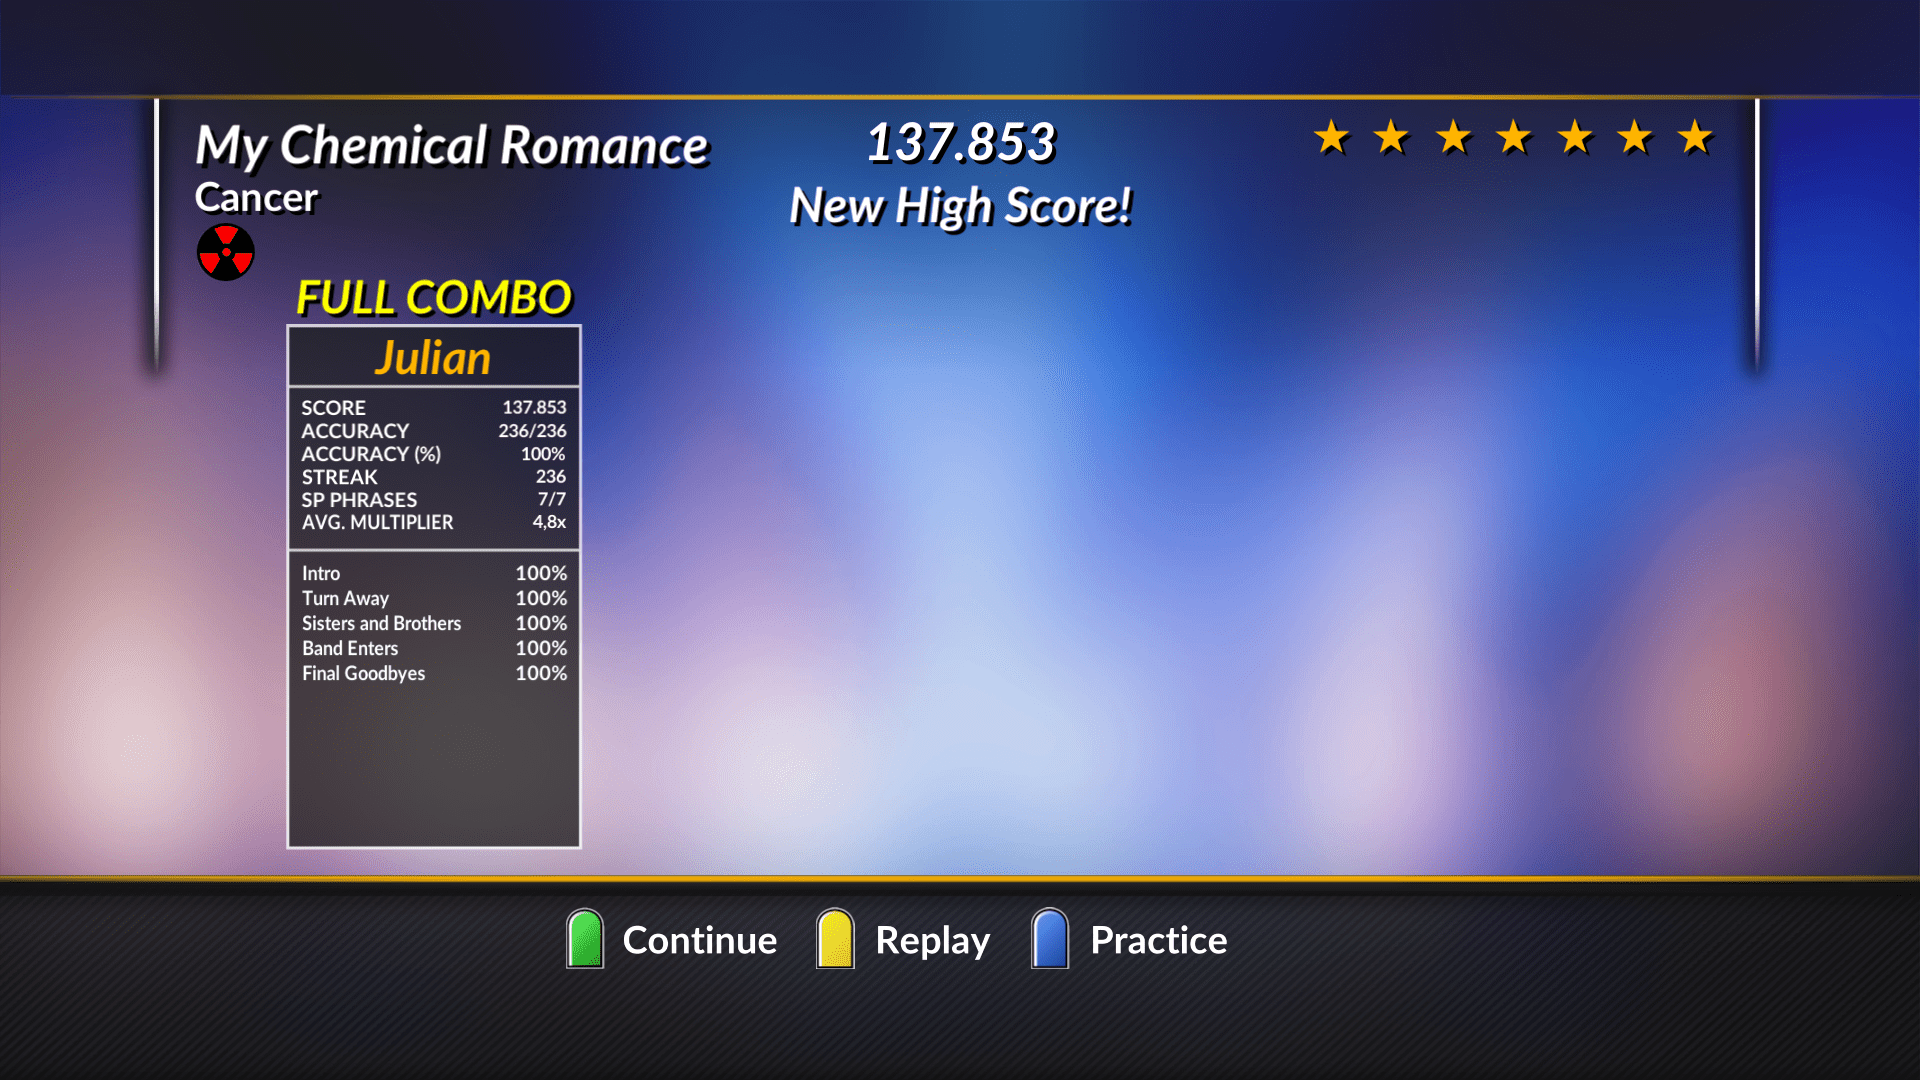 My Chemical Romance
Cancer
137.853
New High Score!
FULL COMBO
Julian
SCORE 137.853
ACCURACY 236/236
ACCURACY (%) 100%
STREAK 236
SP PHRASES 7/7
AVG. MULTIPLIER 4,8x
Intro 100%
Turn Away 100%
Sisters and Brothers 100%
Band Enters 100%
Final Goodbyes 100%
Continue Replay Practice